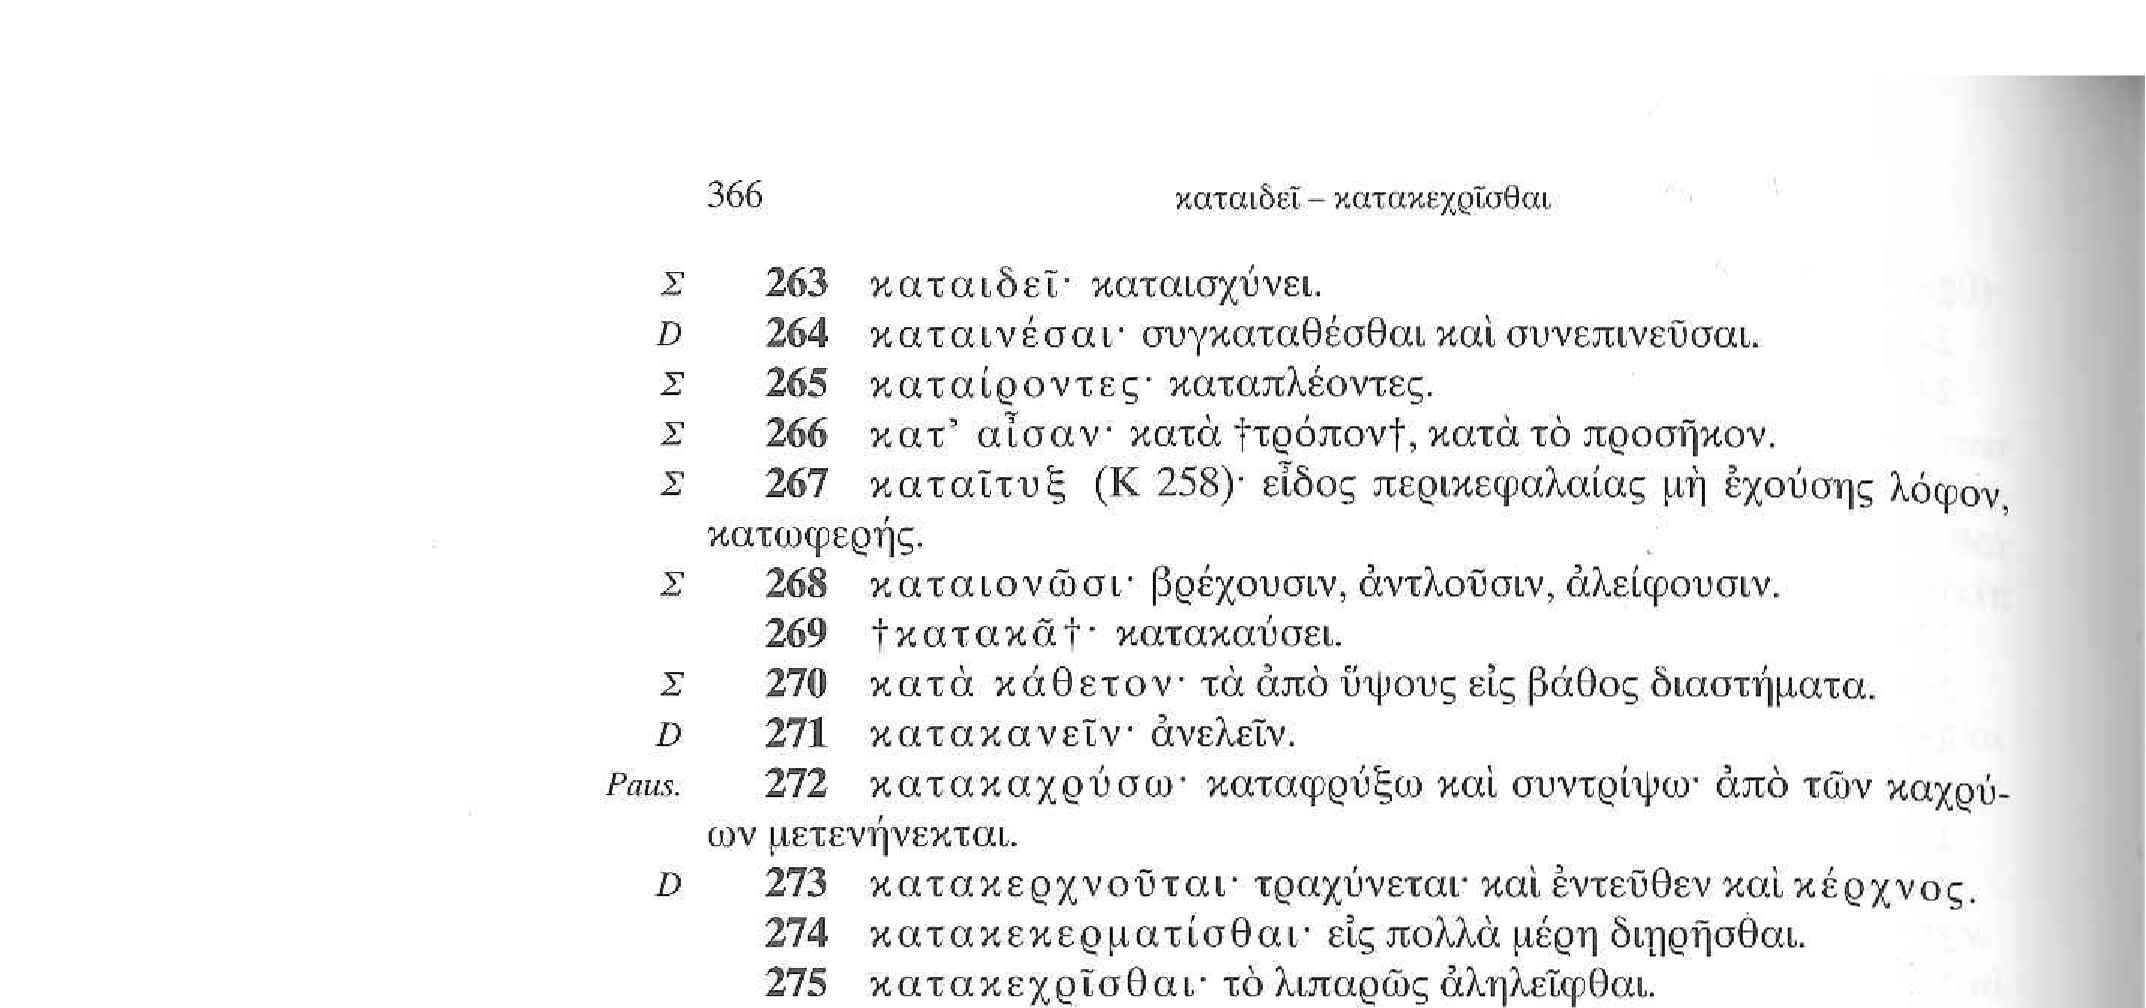 366 καταιδεῖ – κατακεχρῖσθαι
Σ 263 καταιδεῖ· καταισχύνει.
D 264 καταινέσαι· συγκαταθέσθαι καὶ συνεπινεῦσαι.
Σ 265 καταίροντες· καταπλέοντες.
Σ 266 κατ’ αἶσαν· κατὰ †τρόπον†, κατὰ τὸ προσῆκον.
Σ 267 καταῖτυξ (Κ 258)· εἶδος περικεφαλαίας μὴ ἐχούσης λόφον,
κατωφερής.
Σ 268 καταιονῶσι· βρέχουσιν, ἀντλοῦσιν, ἀλείφουσιν.
269 †κατακᾶ†· κατακαύσει.
Σ 270 κατὰ κάθετον· τὰ ἀπὸ ὕψους εἰς βάθος διαστήματα.
D 271 κατακανεῖν· ἀνελεῖν.
Paus. 272 κατακαχρύσω· καταφρύξω καὶ συντρίψω· ἀπὸ τῶν καχρύ-
ων μετενήνεκται.
D 273 κατακερχνοῦται· τραχύνεται· καὶ ἐντεῦθεν καὶ κέρχνος.
274 κατακεκερματίσθαι· εἰς πολλὰ μέρη διῃρῆσθαι.
275 κατακεχρῖσθαι· τὸ λιπαρῶς ἀληλεῖφθαι.